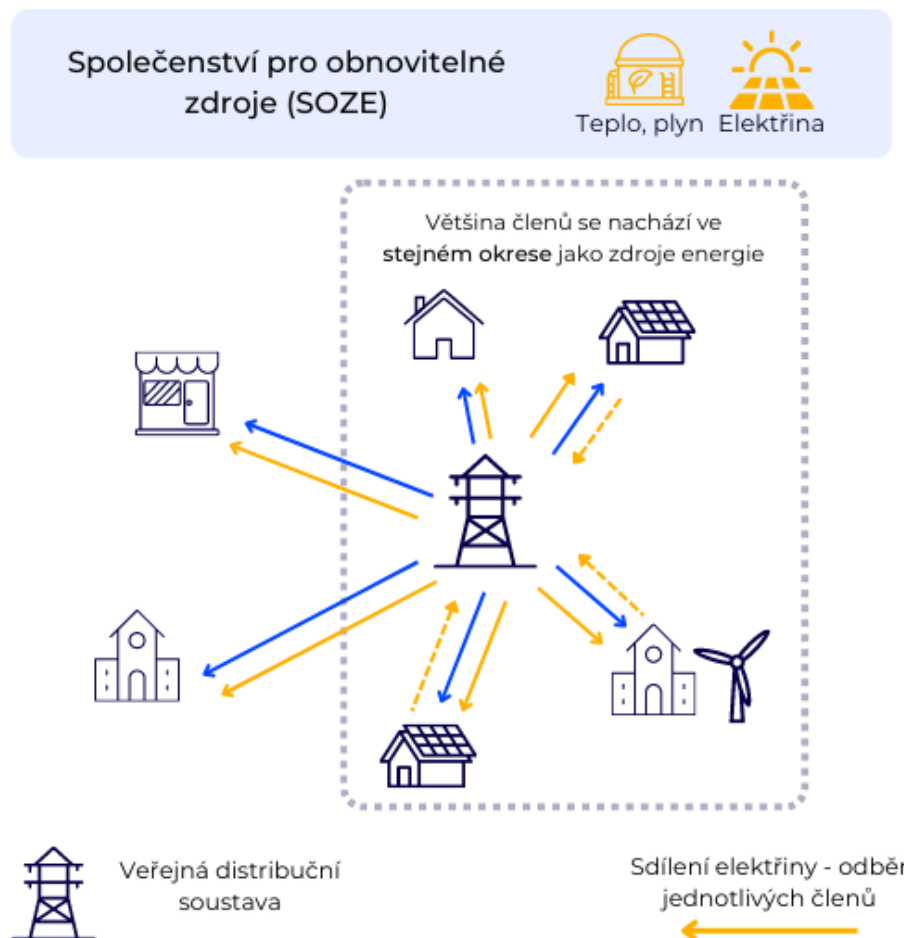 Společenství pro obnovitelné
zdroje (SOZE)
Teplo, plyn
Elektřina
Většina členů se nachází ve
stejném okrese jako zdroje energie
Veřejná distribuční
soustava
Sdílení elektřiny - odběr
jednotlivých členů